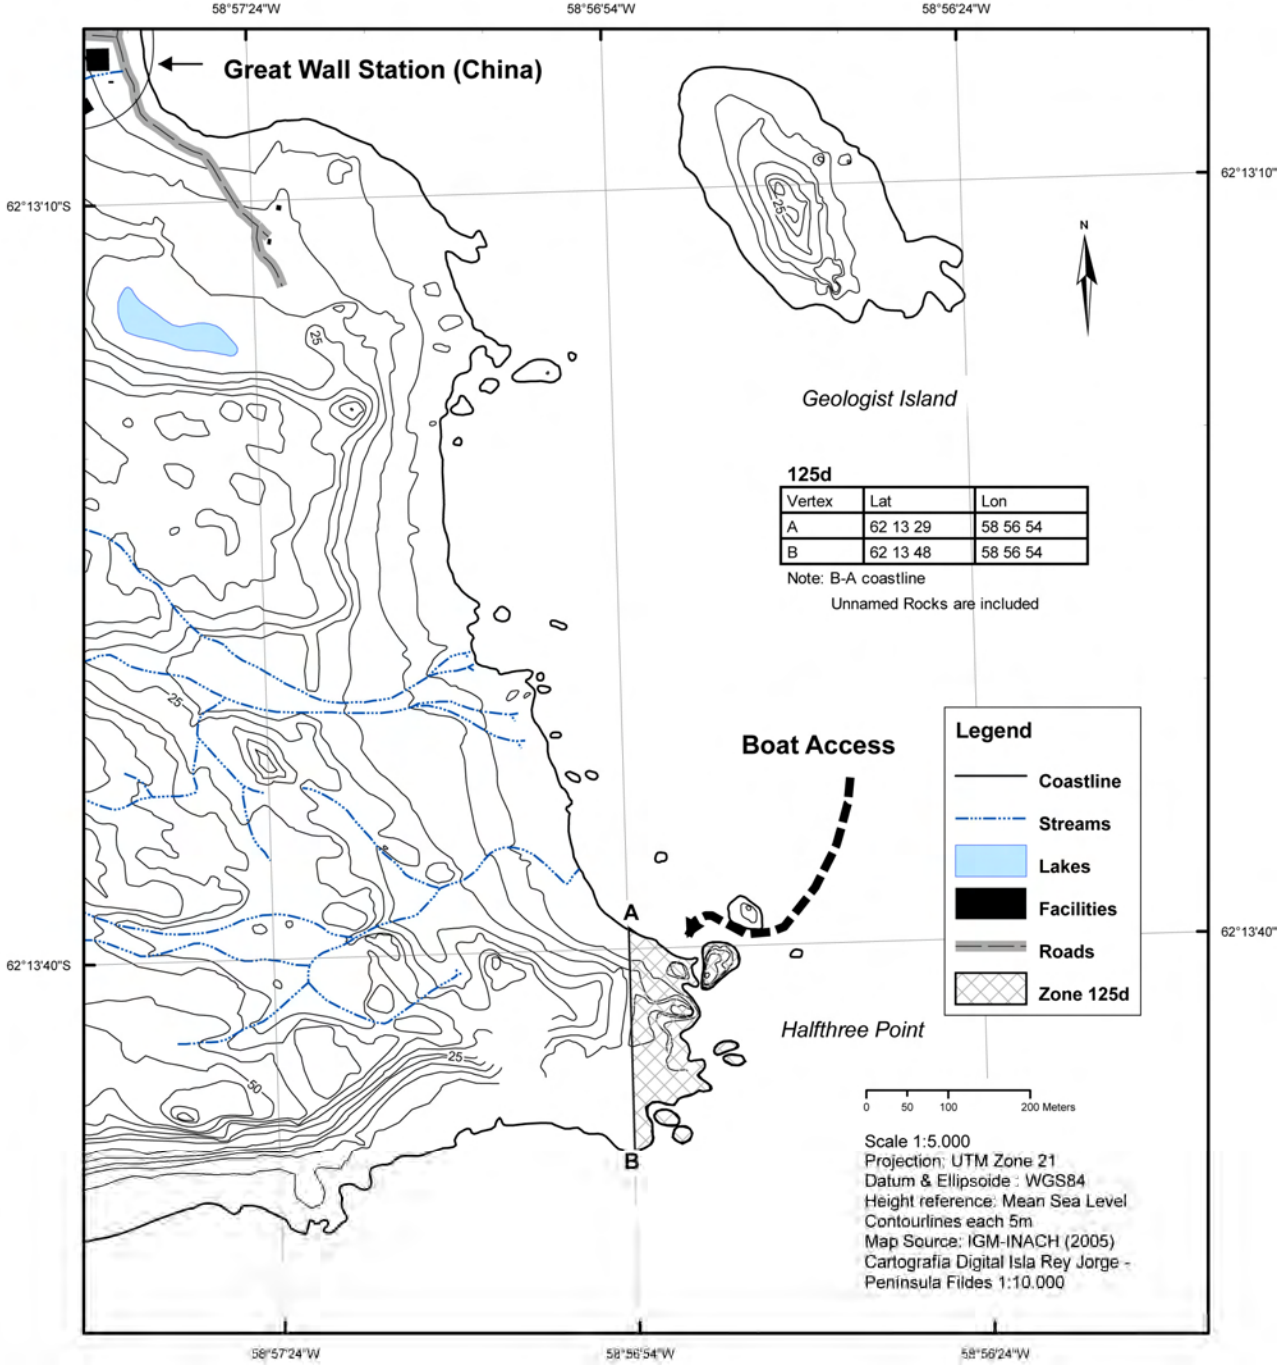 58°57'24"W 58°56'54"W 58°56'24"W
Great Wall Station (China)
62°13'10"S
62°13'10"
25
N
25
Geologist Island
125d
Vertex Lat Lon
A 62 13 29 58 56 54
B 62 13 48 58 56 54
Note: B-A coastline
Unnamed Rocks are included
25
Boat Access
Legend
Coastline
Streams
Lakes
Facilities
Roads
Zone 125d
A
62°13'40"
62°13'40"S
Halfthree Point
25
50
0 50 100 200 Meters
B
Scale 1:5.000
Projection: UTM Zone 21
Datum & Ellipsoide : WGS84
Height reference: Mean Sea Level
Contourlines each 5m
Map Source: IGM-INACH (2005)
Cartografia Digital Isla Rey Jorge -
Peninsula Fildes 1:10.000
58°57'24"W 58°56'54"W 58°56'24"W